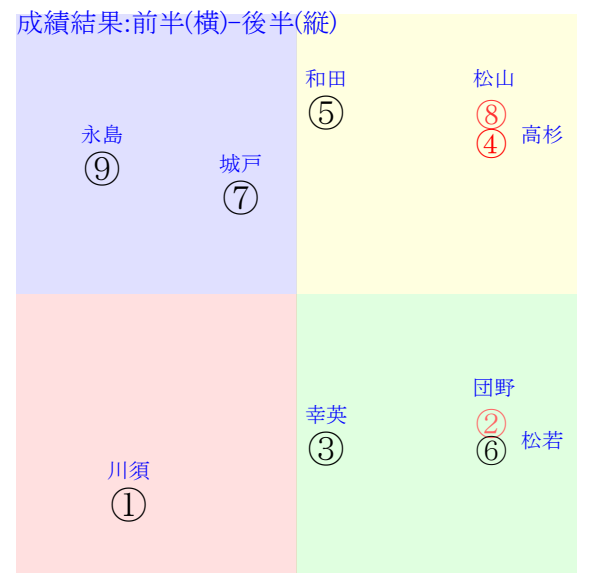 成績結果:前半(横)-後半(縦)
和田
⑤
松山
⑧
④
高杉
永島
⑨
城戸
⑦
団野
②
⑥
松若
幸英
③
川須
①